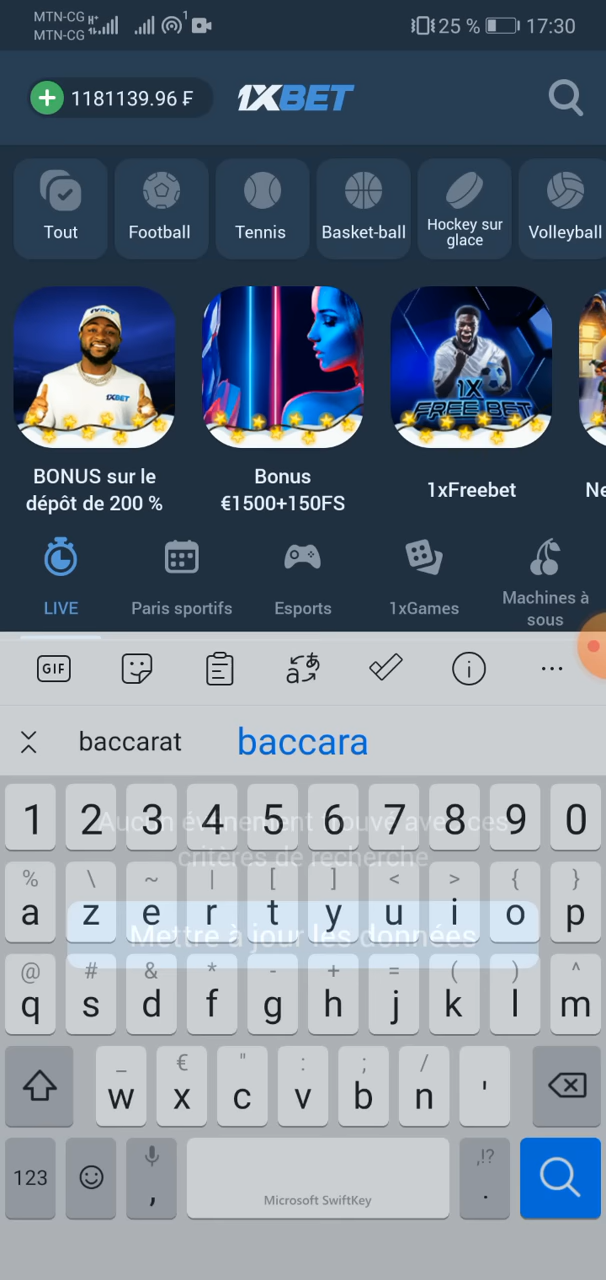 MTN-CG H+ 1 25 % 17:30
MTN-CG
1181139.96 ₣ 1XBET
Tout Football Tennis Basket-ball Hockey sur glace Volleyball
1XBET
1XBET
1X
FREE BET
BONUS sur le dépôt de 200 %
Bonus €1500+150FS
1xFreebet
Ne
LIVE Paris sportifs Esports 1xGames Machines à sous
GIF
baccarat baccara
1 2 3 4 5 6 7 8 9 0
Aucun événement trouvé avec ces
critères de recherche
% \ ~ | [ ] < > { }
a z e r t y u i o p
Mettre à jour les données
@ # & * - + = ( ) ^
q s d f g h j k l m
_ € " : ; /
w x c v b n '
,!?
123 , Microsoft SwiftKey .